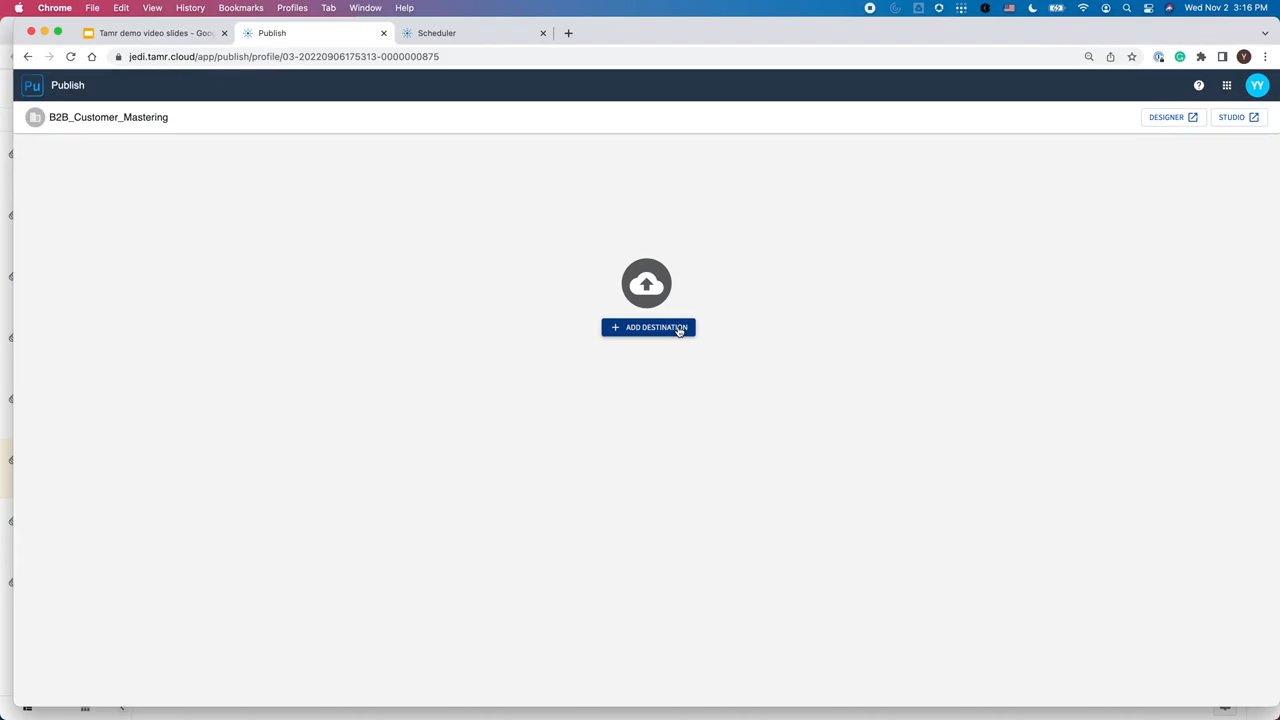 Chrome File Edit View History Bookmarks Profiles Tab Window Help Wed Nov 2 3:16 PM
Tamr demo video slides - Goog Publish Scheduler
jedi.tamr.cloud/app/publish/profile/03-20220906175313-0000000875 Y
Pu Publish YY
B2B_Customer_Mastering DESIGNER STUDIO
ADD DESTINATION